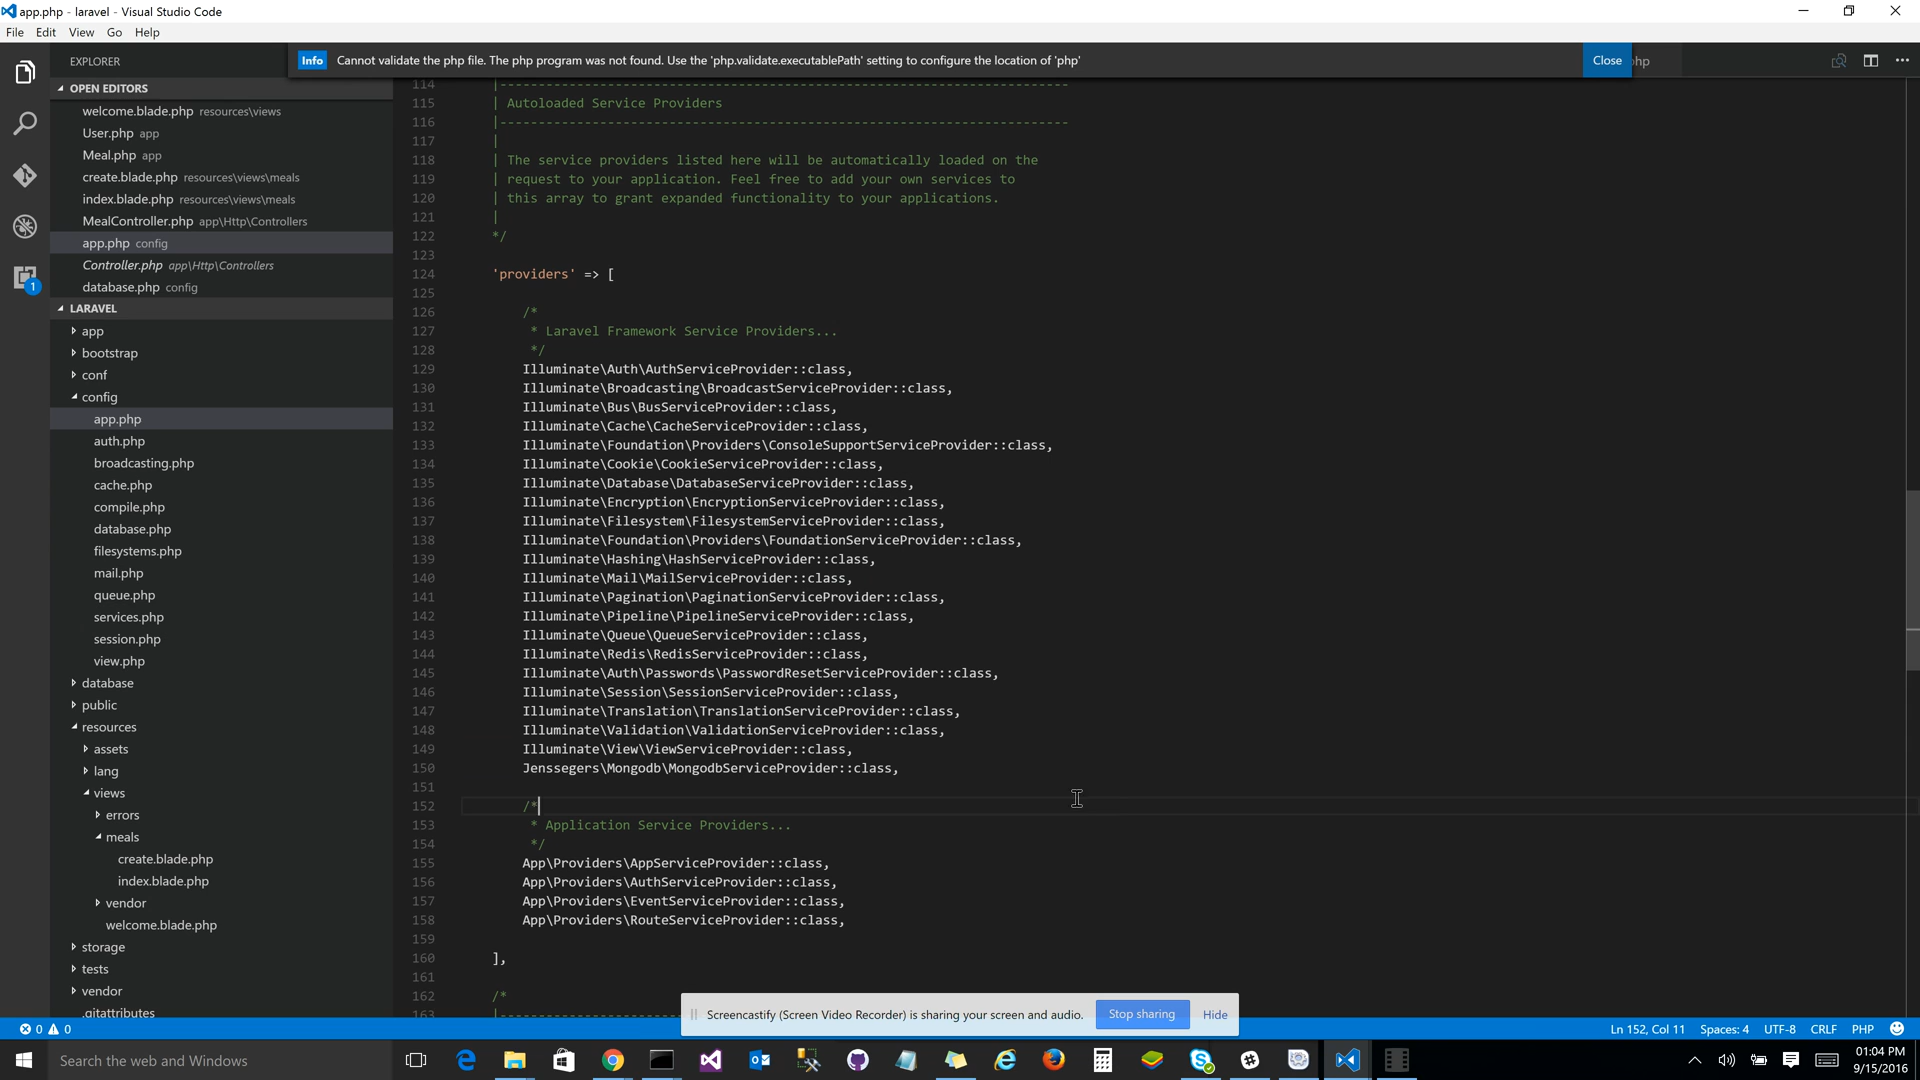 app.php - laravel - Visual Studio Code
File Edit View Go Help
EXPLORER
Info Cannot validate the php file. The php program was not found. Use the 'php.validate.executablePath' setting to configure the location of 'php' Close
OPEN EDITORS
welcome.blade.php resources\views
User.php app
Meal.php app
create.blade.php resources\views\meals
index.blade.php resources\views\meals
MealController.php app\Http\Controllers
app.php config
Controller.php app\Http\Controllers
database.php config
LARAVEL
app
bootstrap
conf
config
app.php
auth.php
broadcasting.php
cache.php
compile.php
database.php
filesystems.php
mail.php
queue.php
services.php
session.php
view.php
database
public
resources
assets
lang
views
errors
meals
create.blade.php
index.blade.php
vendor
welcome.blade.php
storage
tests
vendor
.gitattributes
1
114 |--------------------------------------------------------------------------
115 | Autoloaded Service Providers
116 |--------------------------------------------------------------------------
117 |
118 | The service providers listed here will be automatically loaded on the
119 | request to your application. Feel free to add your own services to
120 | this array to grant expanded functionality to your applications.
121 |
122 */
123
124 'providers' => [
125
126 /*
127 * Laravel Framework Service Providers...
128 */
129 Illuminate\Auth\AuthServiceProvider::class,
130 Illuminate\Broadcasting\BroadcastServiceProvider::class,
131 Illuminate\Bus\BusServiceProvider::class,
132 Illuminate\Cache\CacheServiceProvider::class,
133 Illuminate\Foundation\Providers\ConsoleSupportServiceProvider::class,
134 Illuminate\Cookie\CookieServiceProvider::class,
135 Illuminate\Database\DatabaseServiceProvider::class,
136 Illuminate\Encryption\EncryptionServiceProvider::class,
137 Illuminate\Filesystem\FilesystemServiceProvider::class,
138 Illuminate\Foundation\Providers\FoundationServiceProvider::class,
139 Illuminate\Hashing\HashServiceProvider::class,
140 Illuminate\Mail\MailServiceProvider::class,
141 Illuminate\Pagination\PaginationServiceProvider::class,
142 Illuminate\Pipeline\PipelineServiceProvider::class,
143 Illuminate\Queue\QueueServiceProvider::class,
144 Illuminate\Redis\RedisServiceProvider::class,
145 Illuminate\Auth\Passwords\PasswordResetServiceProvider::class,
146 Illuminate\Session\SessionServiceProvider::class,
147 Illuminate\Translation\TranslationServiceProvider::class,
148 Illuminate\Validation\ValidationServiceProvider::class,
149 Illuminate\View\ViewServiceProvider::class,
150 Jenssegers\Mongodb\MongodbServiceProvider::class,
151
152 /*
153 * Application Service Providers...
154 */
155 App\Providers\AppServiceProvider::class,
156 App\Providers\AuthServiceProvider::class,
157 App\Providers\EventServiceProvider::class,
158 App\Providers\RouteServiceProvider::class,
159
160 ],
161
162 /*
163 |------------------------
Screencastify (Screen Video Recorder) is sharing your screen and audio. Stop sharing Hide
0 0 Ln 152, Col 11 Spaces: 4 UTF-8 CRLF PHP
Search the web and Windows
01:04 PM
9/15/2016